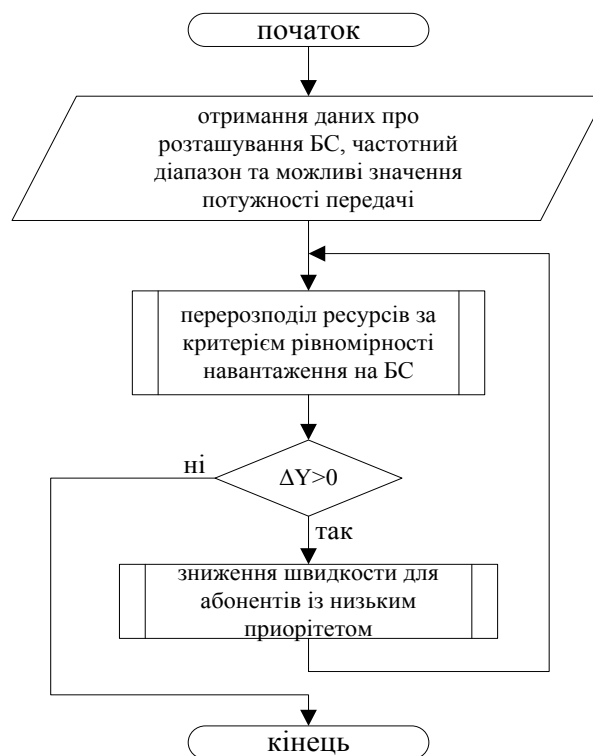 початок
отримання даних про
розташування БС, частотний
діапазон та можливі значення
потужності передачі
перерозподіл ресурсів за
критерієм рівномірності
навантаження на БС
ні
ΔY>0
так
зниження швидкости для
абонентів із низьким
приорітетом
кінець